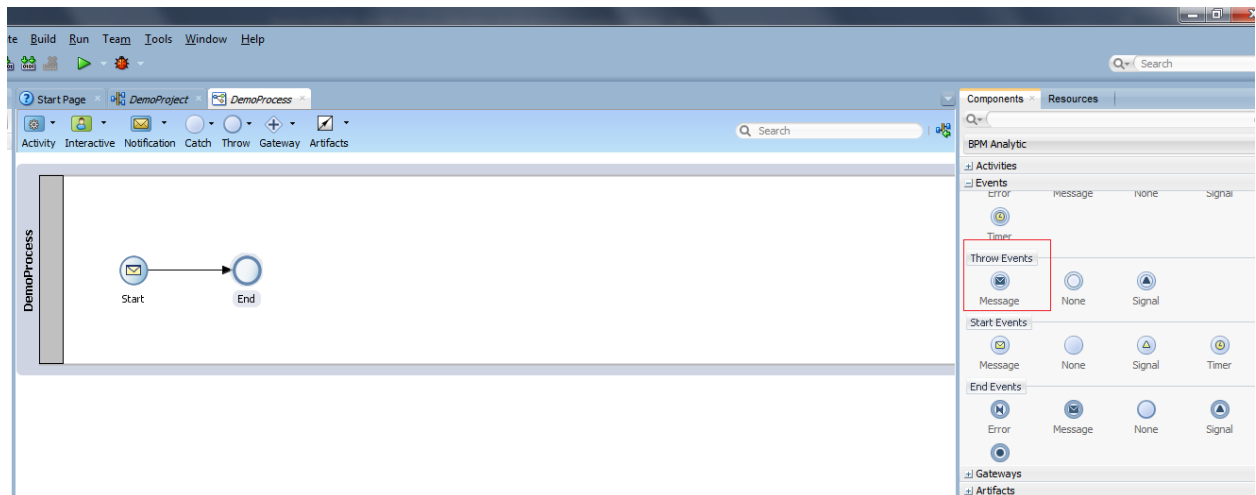 te Build Run Team Tools Window Help
Search
Start Page DemoProject DemoProcess
Activity Interactive Notification Catch Throw Gateway Artifacts
Search
DemoProcess
Start
End
Components Resources
BPM Analytic
Activities
Events
Error Message None Signal
Timer
Throw Events
Message None Signal
Start Events
Message None Signal Timer
End Events
Error Message None Signal
Gateways
Artifacts